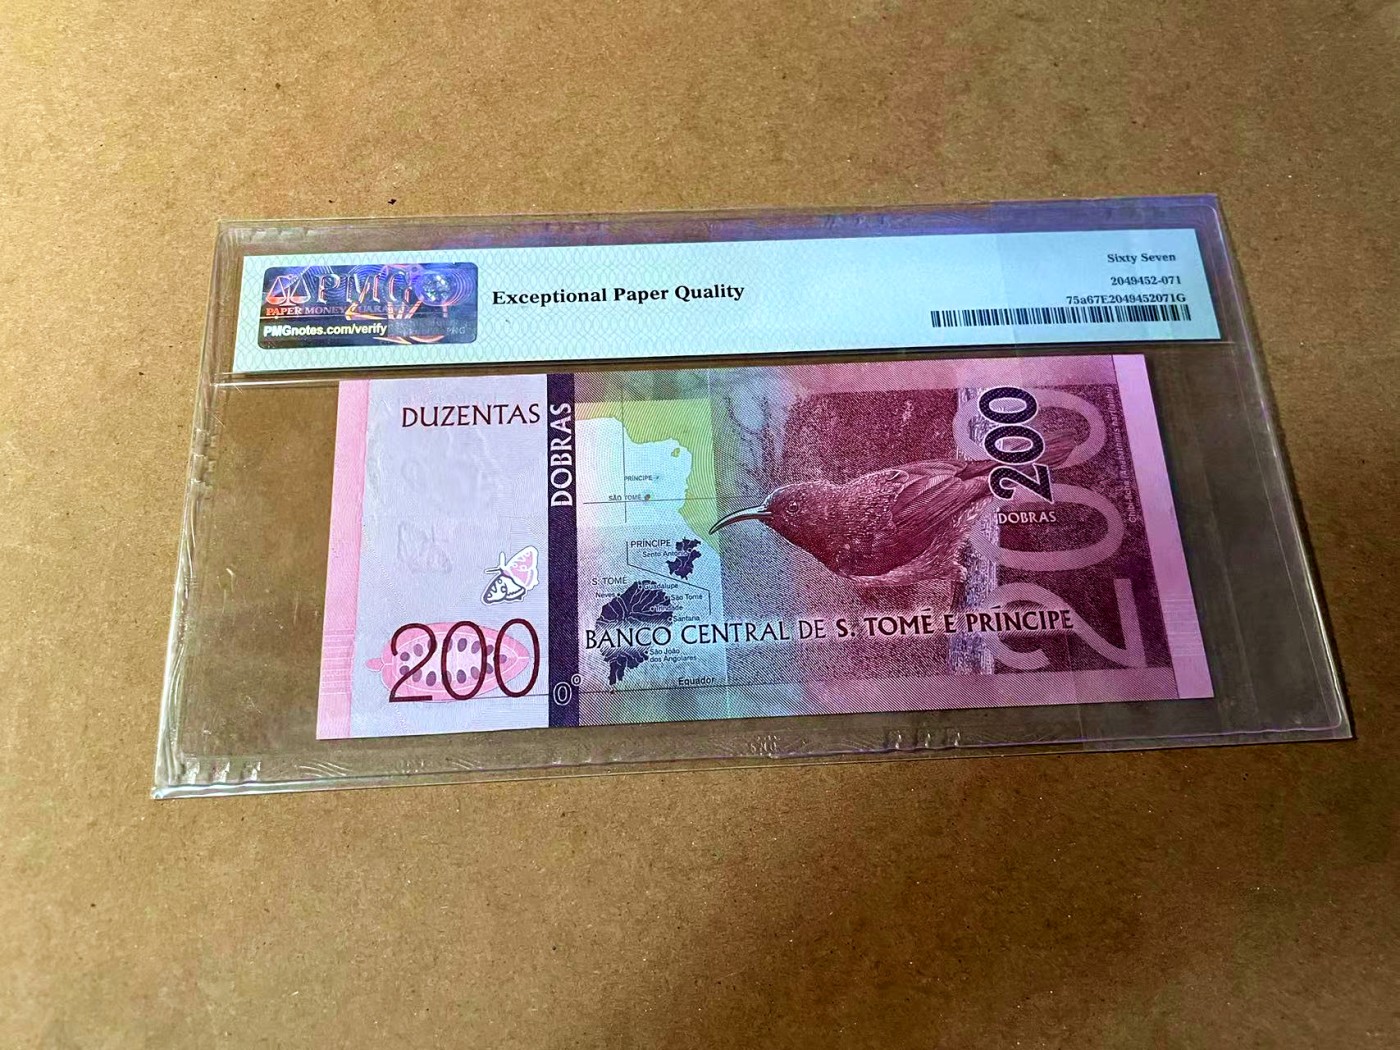 PMG
PAPER MONEY GUARANTY
PMGnotes.com/verify
PMG
Exceptional Paper Quality
Sixty Seven
2049452-071
75a67E2049452071G
DUZENTAS
DOBRAS
PRÍNCIPE
SÃO TOMÉ
PRÍNCIPE
Santo António
S. TOMÉ
Neves
Guadalupe
São Tomé
Trindade
Santana
São João
dos Angolares
Equador
0°
200
200
DOBRAS
200
BANCO CENTRAL DE S. TOMÉ E PRÍNCIPE